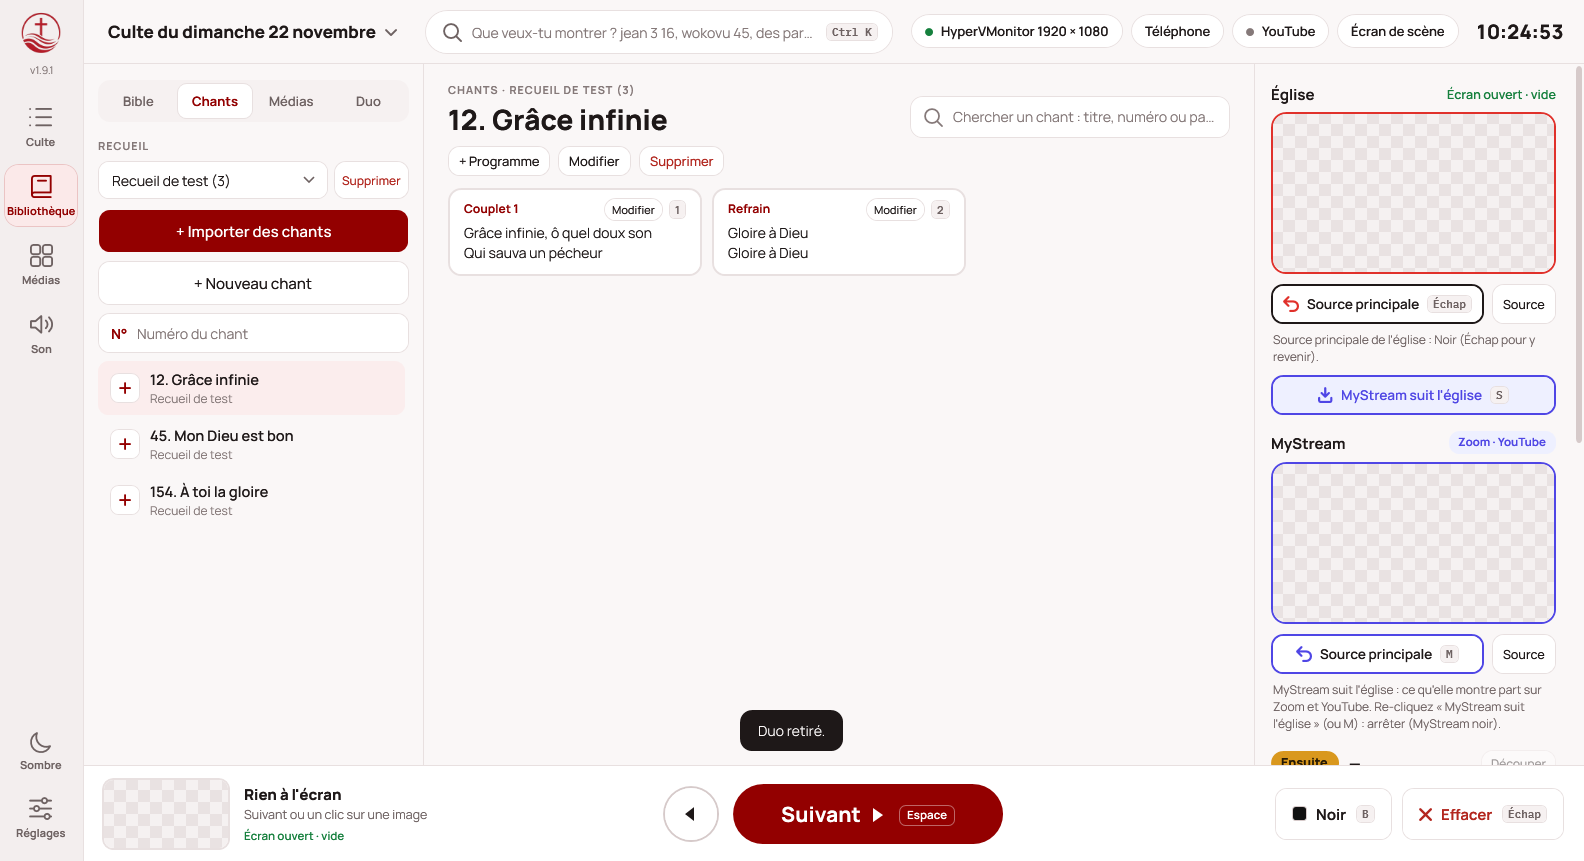 Culte du dimanche 22 novembre
Que veux-tu montrer ? jean 3 16, wokovu 45, des par...
Ctrl K
HyperVMonitor 1920 × 1080
Téléphone
YouTube
Écran de scène
10:24:53
v1.9.1
Culte
Bibliothèque
Médias
Son
Sombre
Réglages
Bible
Chants
Médias
Duo
RECUEIL
Recueil de test (3)
Supprimer
+ Importer des chants
+ Nouveau chant
N° Numéro du chant
12. Grâce infinie
Recueil de test
45. Mon Dieu est bon
Recueil de test
154. À toi la gloire
Recueil de test
CHANTS · RECUEIL DE TEST (3)
12. Grâce infinie
Chercher un chant : titre, numéro ou pa...
+ Programme
Modifier
Supprimer
Couplet 1
Modifier
1
Grâce infinie, ô quel doux son
Qui sauva un pécheur
Refrain
Modifier
2
Gloire à Dieu
Gloire à Dieu
Duo retiré.
Église
Écran ouvert · vide
Source principale
Échap
Source
Source principale de l'église : Noir (Échap pour y
revenir).
MyStream suit l'église
S
MyStream
Zoom · YouTube
Source principale
M
Source
MyStream suit l'église : ce qu'elle montre part sur
Zoom et YouTube. Re-cliquez « MyStream suit
l'église » (ou M) : arrêter (MyStream noir).
Ensuite
—
Découper
Rien à l'écran
Suivant ou un clic sur une image
Écran ouvert · vide
Suivant
Espace
Noir
B
Effacer
Échap